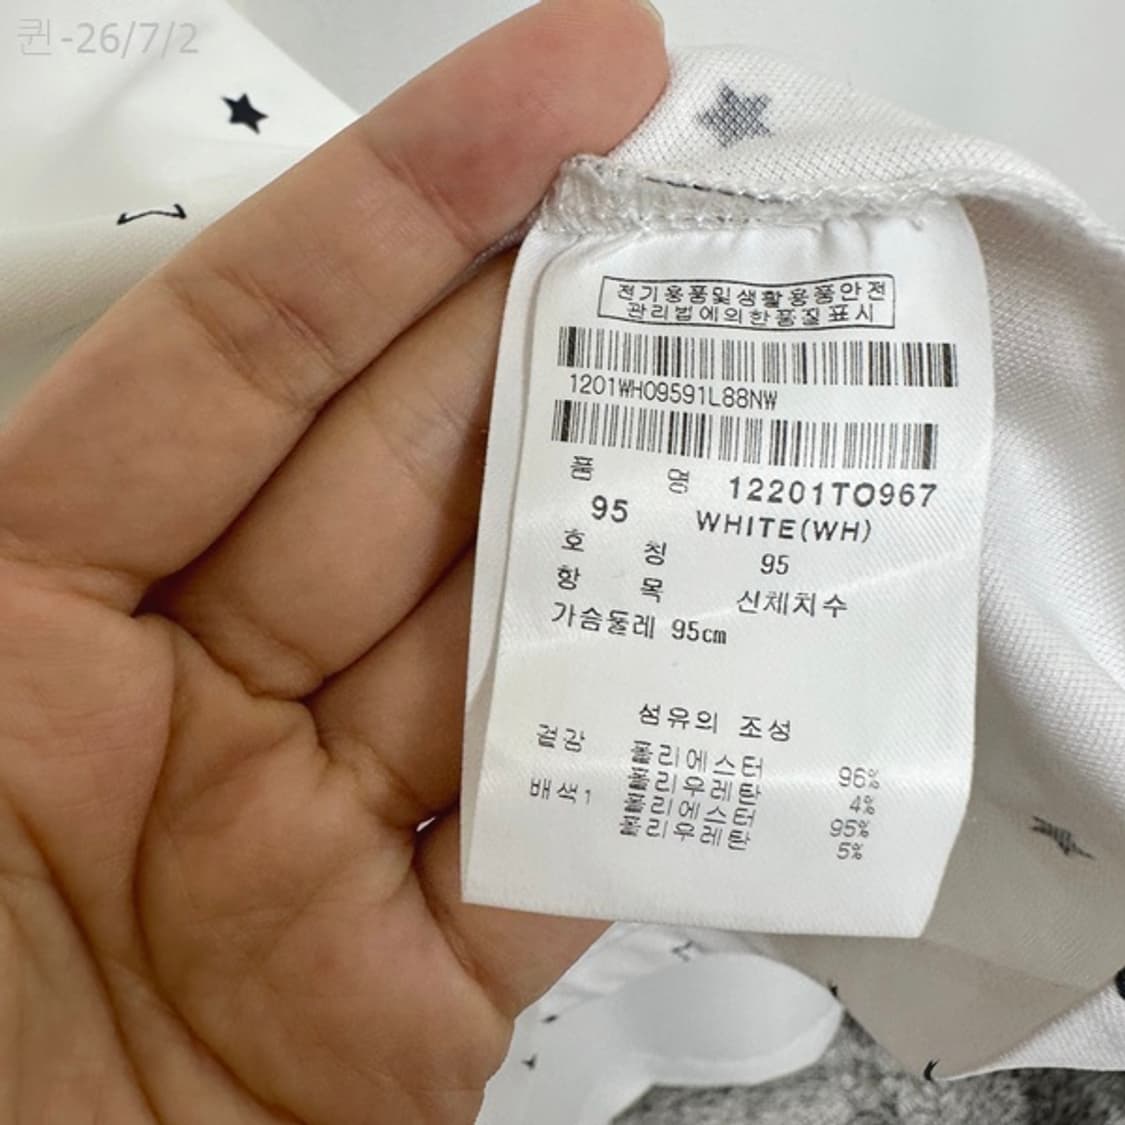 퀸-26/7/2
전기용품및생활용품안전
관리법에의한품질표시
1201WH09591L88NW
품 명 12201TO967
95 WHITE(WH)
호 칭 95
항 목 신체치수
가슴둘레 95cm
섬유의 조성
겉감 폴리에스터 96%
폴리우레탄 4%
배색1 폴리에스터 95%
폴리우레탄 5%